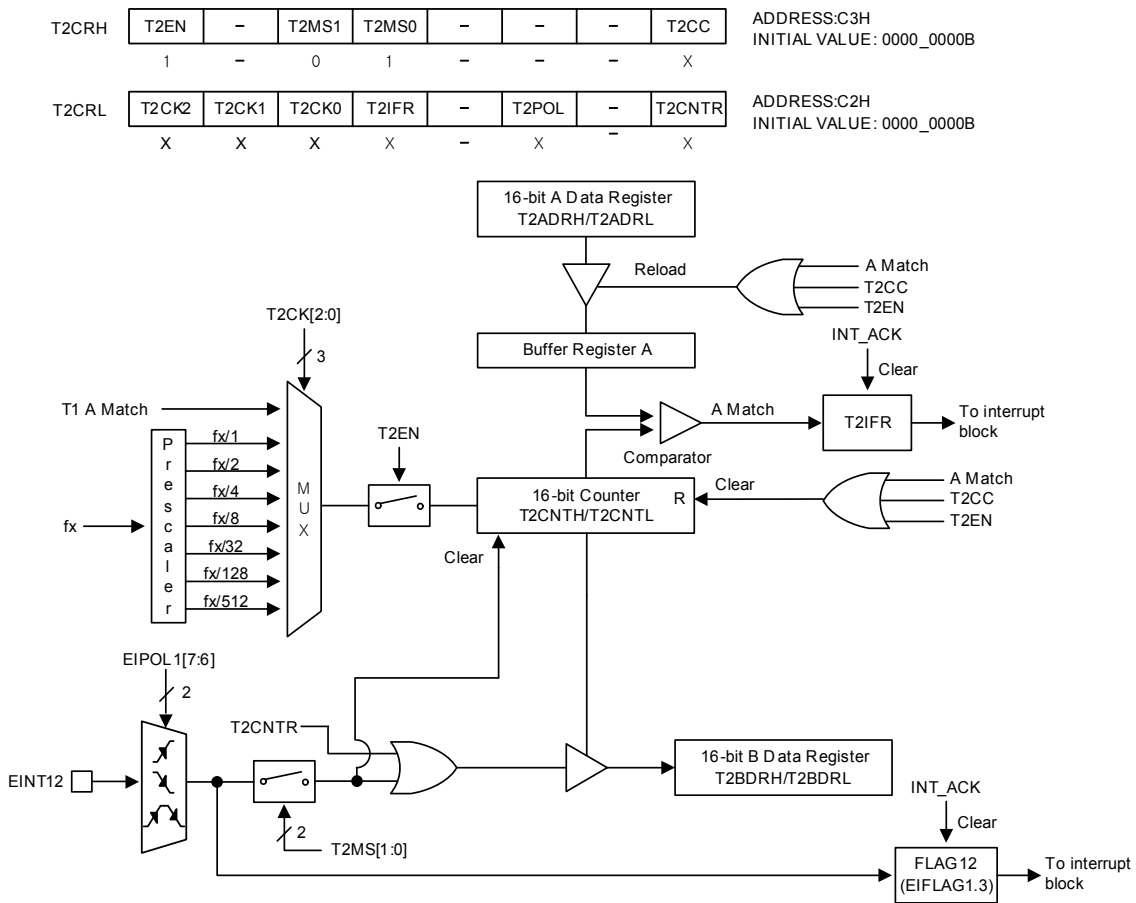 T2CRH T2EN – T2MS1 T2MS0 – – – T2CC ADDRESS:C3H
INITIAL VALUE: 0000_0000B
1 – 0 1 – – – X
T2CRL T2CK2 T2CK1 T2CK0 T2IFR – T2POL – T2CNTR ADDRESS:C2H
INITIAL VALUE: 0000_0000B
X X X X – X – X
16-bit A Data Register
T2ADRH/T2ADRL
Reload
A Match
T2CC
T2EN
T2CK[2:0]
3
Buffer Register A
INT_ACK
Clear
T1 A Match
A Match
T2IFR
To interrupt
block
Comparator
Prescaler
fx
fx/1
fx/2
fx/4
fx/8
fx/32
fx/128
fx/512
MUX
T2EN
16-bit Counter
T2CNTH/T2CNTL
R
Clear
A Match
T2CC
T2EN
Clear
EIPOL1[7:6]
2
T2CNTR
EINT12
2
T2MS[1:0]
16-bit B Data Register
T2BDRH/T2BDRL
INT_ACK
Clear
FLAG12
(EIFLAG1.3)
To interrupt
block